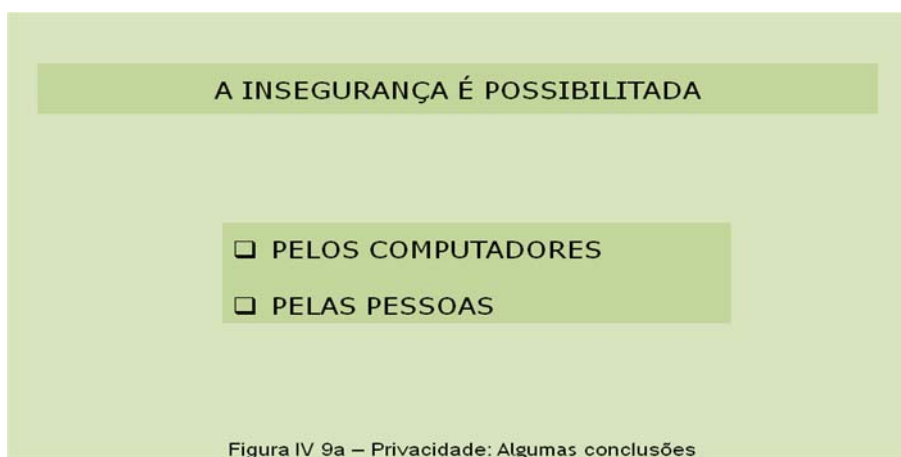 A INSEGURANÇA É POSSIBILITADA
❑ PELOS COMPUTADORES
❑ PELAS PESSOAS
Figura IV 9a – Privacidade: Algumas conclusões